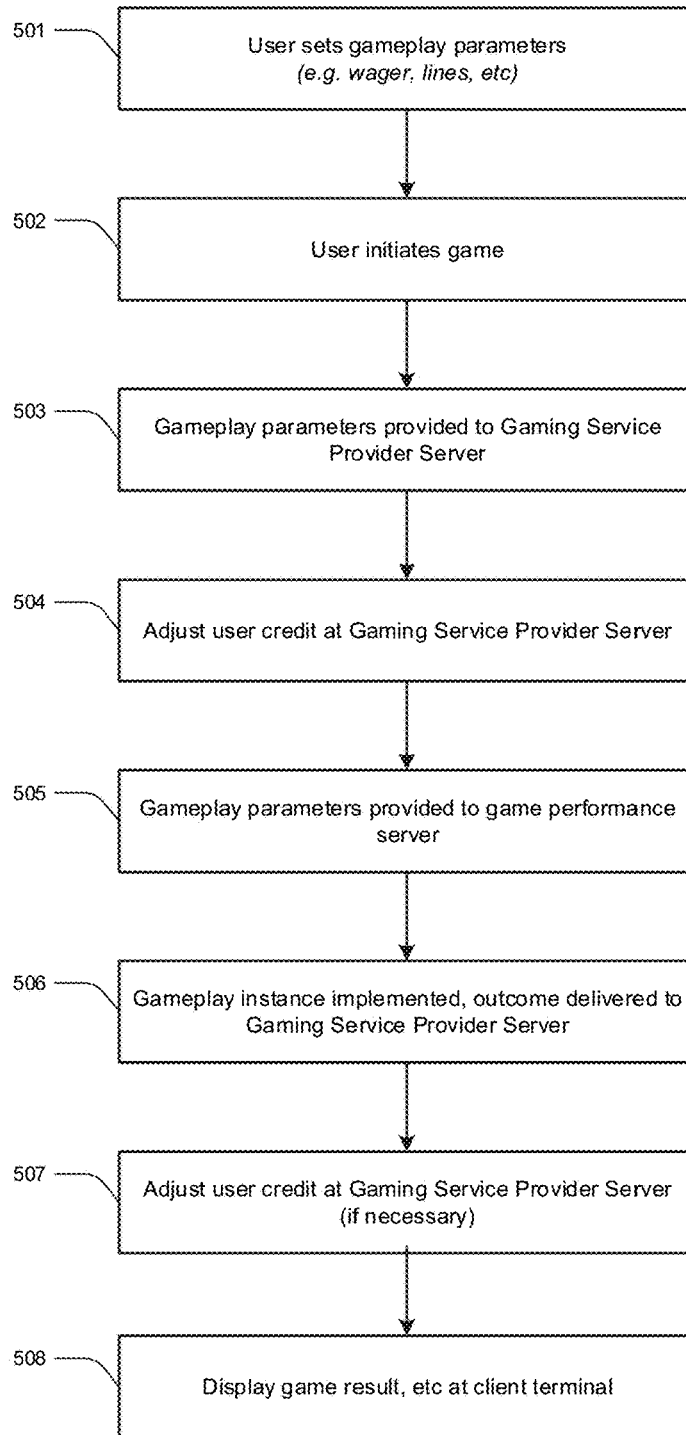 501
User sets gameplay parameters
(e.g. wager, lines, etc)
502
User initiates game
503
Gameplay parameters provided to Gaming Service
Provider Server
504
Adjust user credit at Gaming Service Provider Server
505
Gameplay parameters provided to game performance
server
506
Gameplay instance implemented, outcome delivered to
Gaming Service Provider Server
507
Adjust user credit at Gaming Service Provider Server
(if necessary)
508
Display game result, etc at client terminal